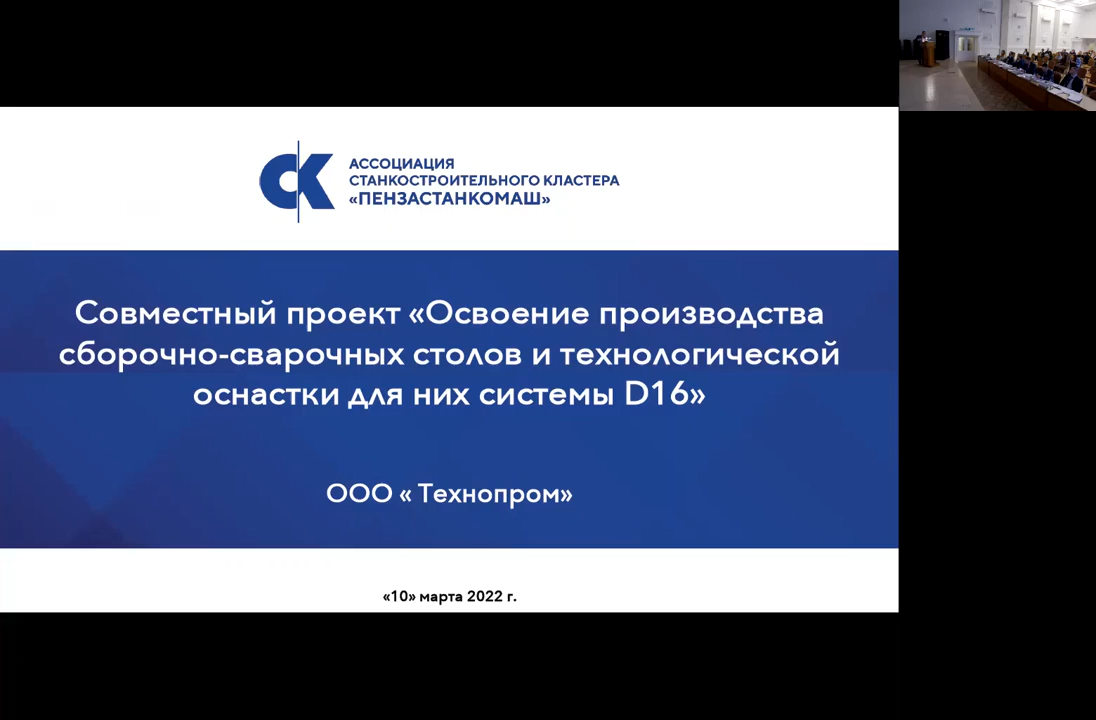 СК
АССОЦИАЦИЯ
СТАНКОСТРОИТЕЛЬНОГО КЛАСТЕРА
«ПЕНЗАСТАНКОМАШ»
Совместный проект «Освоение производства
сборочно-сварочных столов и технологической
оснастки для них системы D16»
ООО « Технопром»
«10» марта 2022 г.